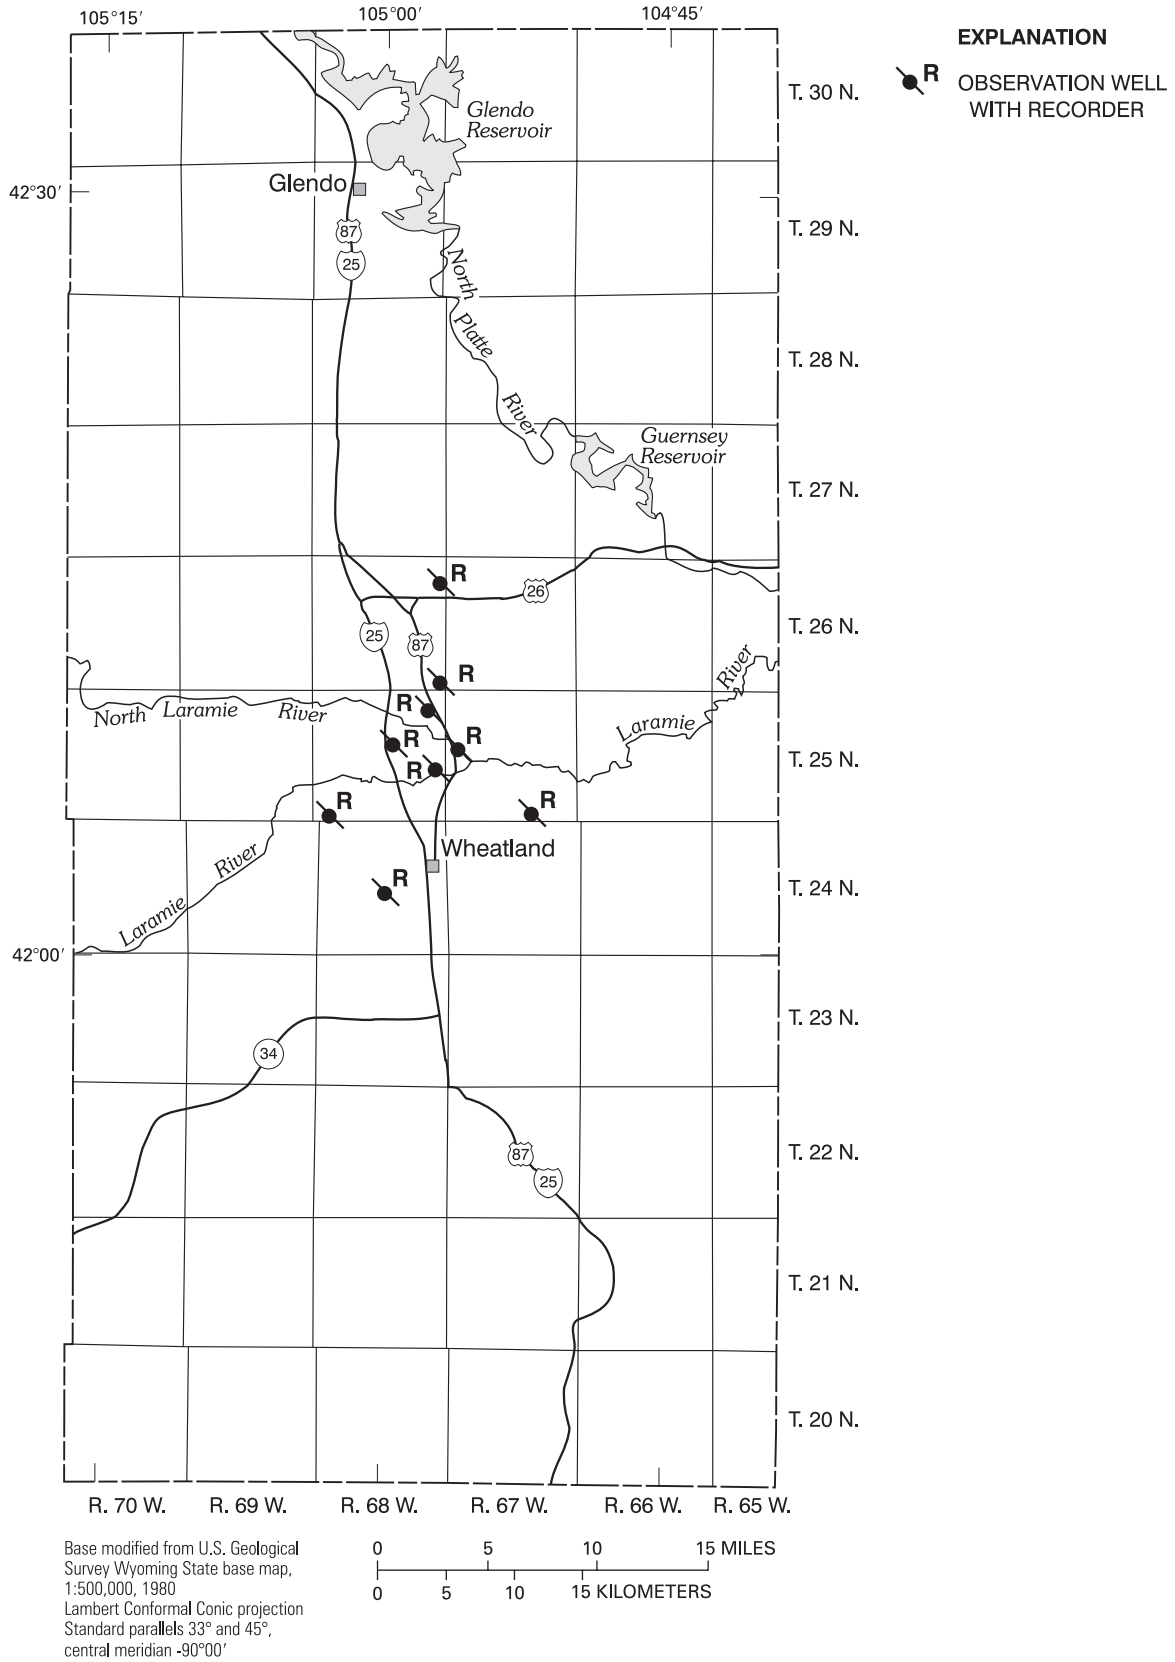 105°15′ 105°00′ 104°45′
EXPLANATION
R OBSERVATION WELL
WITH RECORDER
T. 30 N.
Glendo
Reservoir
42°30′
Glendo
T. 29 N.
87
25
North
Platte
River
T. 28 N.
Guernsey
Reservoir
T. 27 N.
R
26
T. 26 N.
25
87
R
North Laramie River
R
Laramie River
R
R
R
T. 25 N.
R
R
Wheatland
Laramie River
R
T. 24 N.
42°00′
T. 23 N.
34
T. 22 N.
87
25
T. 21 N.
T. 20 N.
R. 70 W. R. 69 W. R. 68 W. R. 67 W. R. 66 W. R. 65 W.
Base modified from U.S. Geological
Survey Wyoming State base map,
1:500,000, 1980
Lambert Conformal Conic projection
Standard parallels 33° and 45°,
central meridian -90°00′
0 5 10 15 MILES
0 5 10 15 KILOMETERS